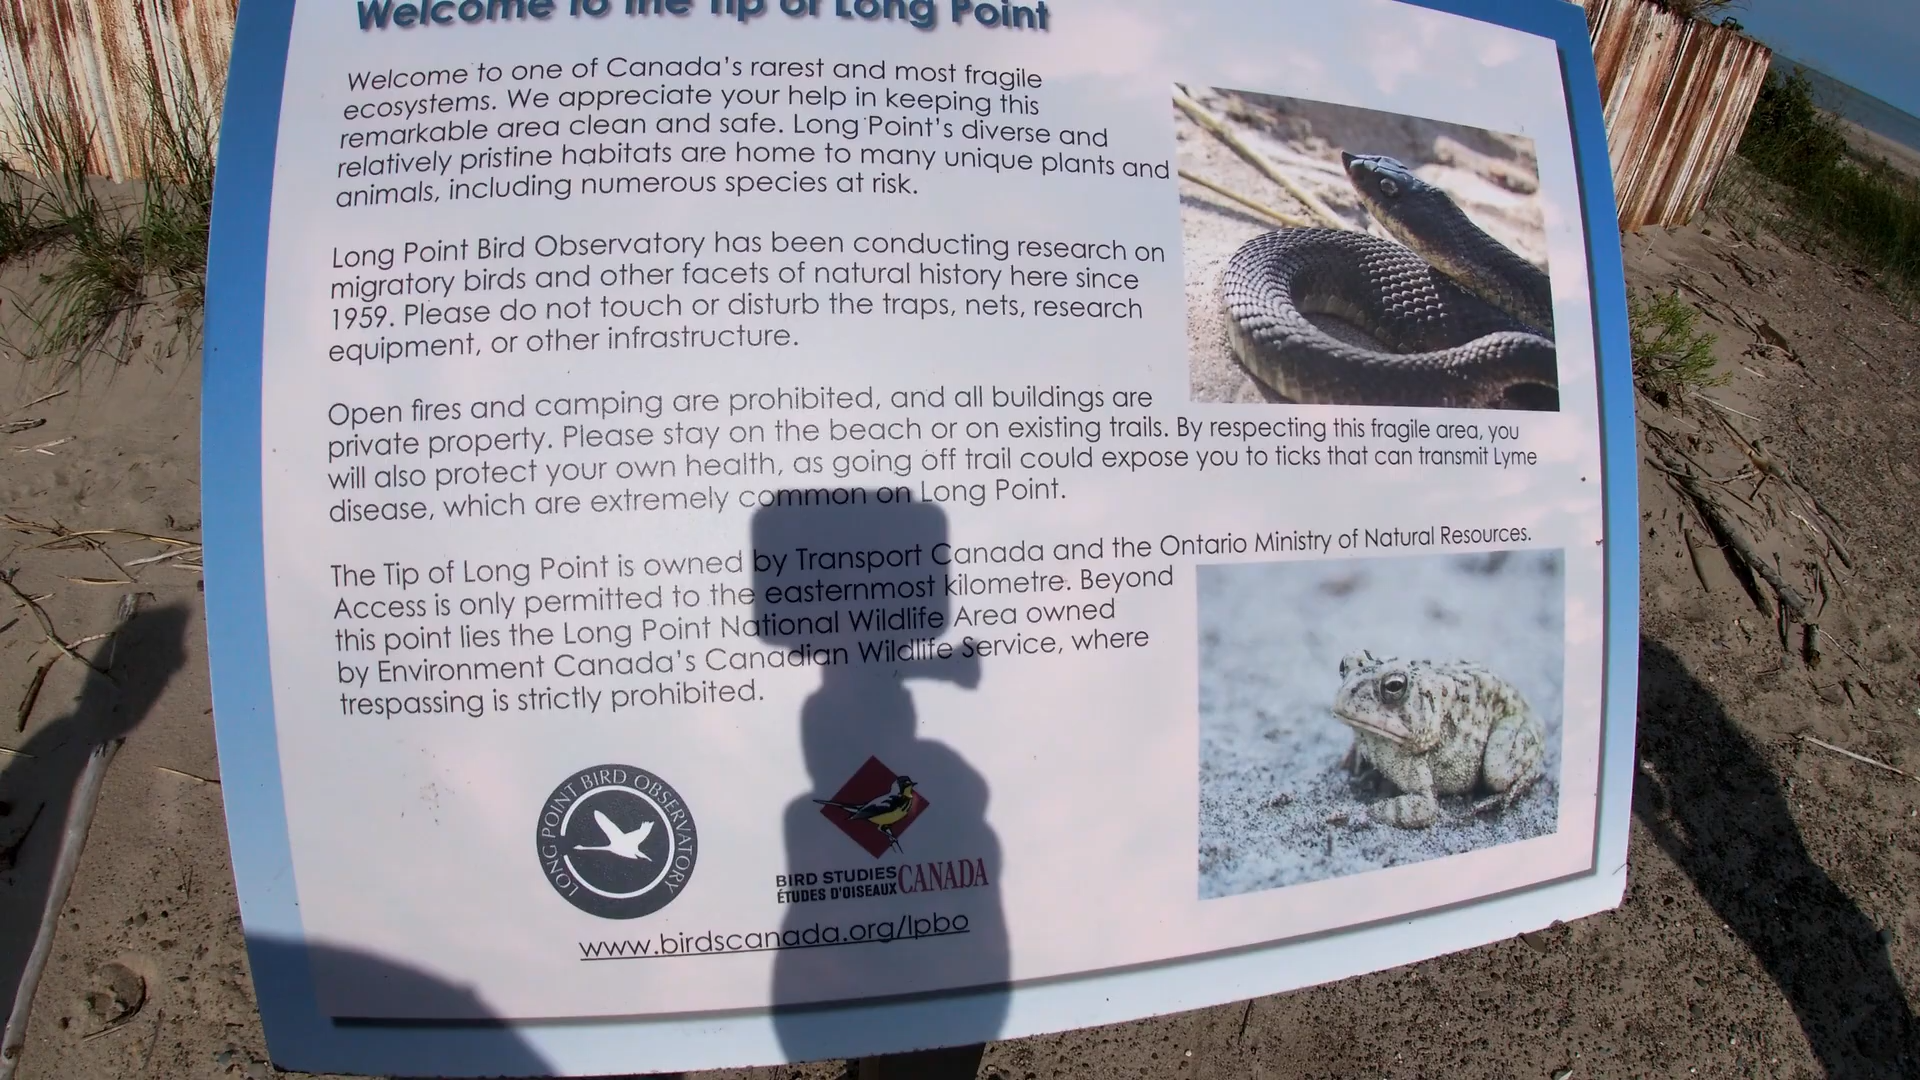 Welcome to the Tip of Long Point
Welcome to one of Canada's rarest and most fragile
ecosystems. We appreciate your help in keeping this
remarkable area clean and safe. Long Point's diverse and
relatively pristine habitats are home to many unique plants and
animals, including numerous species at risk.
Long Point Bird Observatory has been conducting research on
migratory birds and other facets of natural history here since
1959. Please do not touch or disturb the traps, nets, research
equipment, or other infrastructure.
Open fires and camping are prohibited, and all buildings are
private property. Please stay on the beach or on existing trails. By respecting this fragile area, you
will also protect your own health, as going off trail could expose you to ticks that can transmit Lyme
disease, which are extremely common on Long Point.
The Tip of Long Point is owned by Transport Canada and the Ontario Ministry of Natural Resources.
Access is only permitted to the easternmost kilometre. Beyond
this point lies the Long Point National Wildlife Area owned
by Environment Canada's Canadian Wildlife Service, where
trespassing is strictly prohibited.
LONG POINT BIRD OBSERVATORY
BIRD STUDIES CANADA
ÉTUDES D'OISEAUX
www.birdscanada.org/lpbo